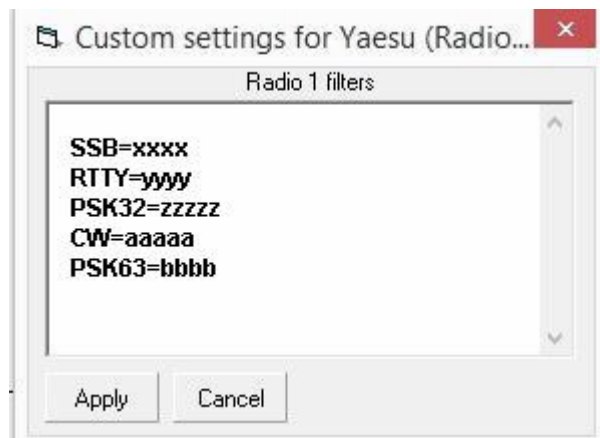 Custom settings for Yaesu (Radio...
Radio 1 filters
SSB=xxxx
RTTY=yyyy
PSK32=zzzzz
CW=aaaaa
PSK63=bbbb
Apply Cancel